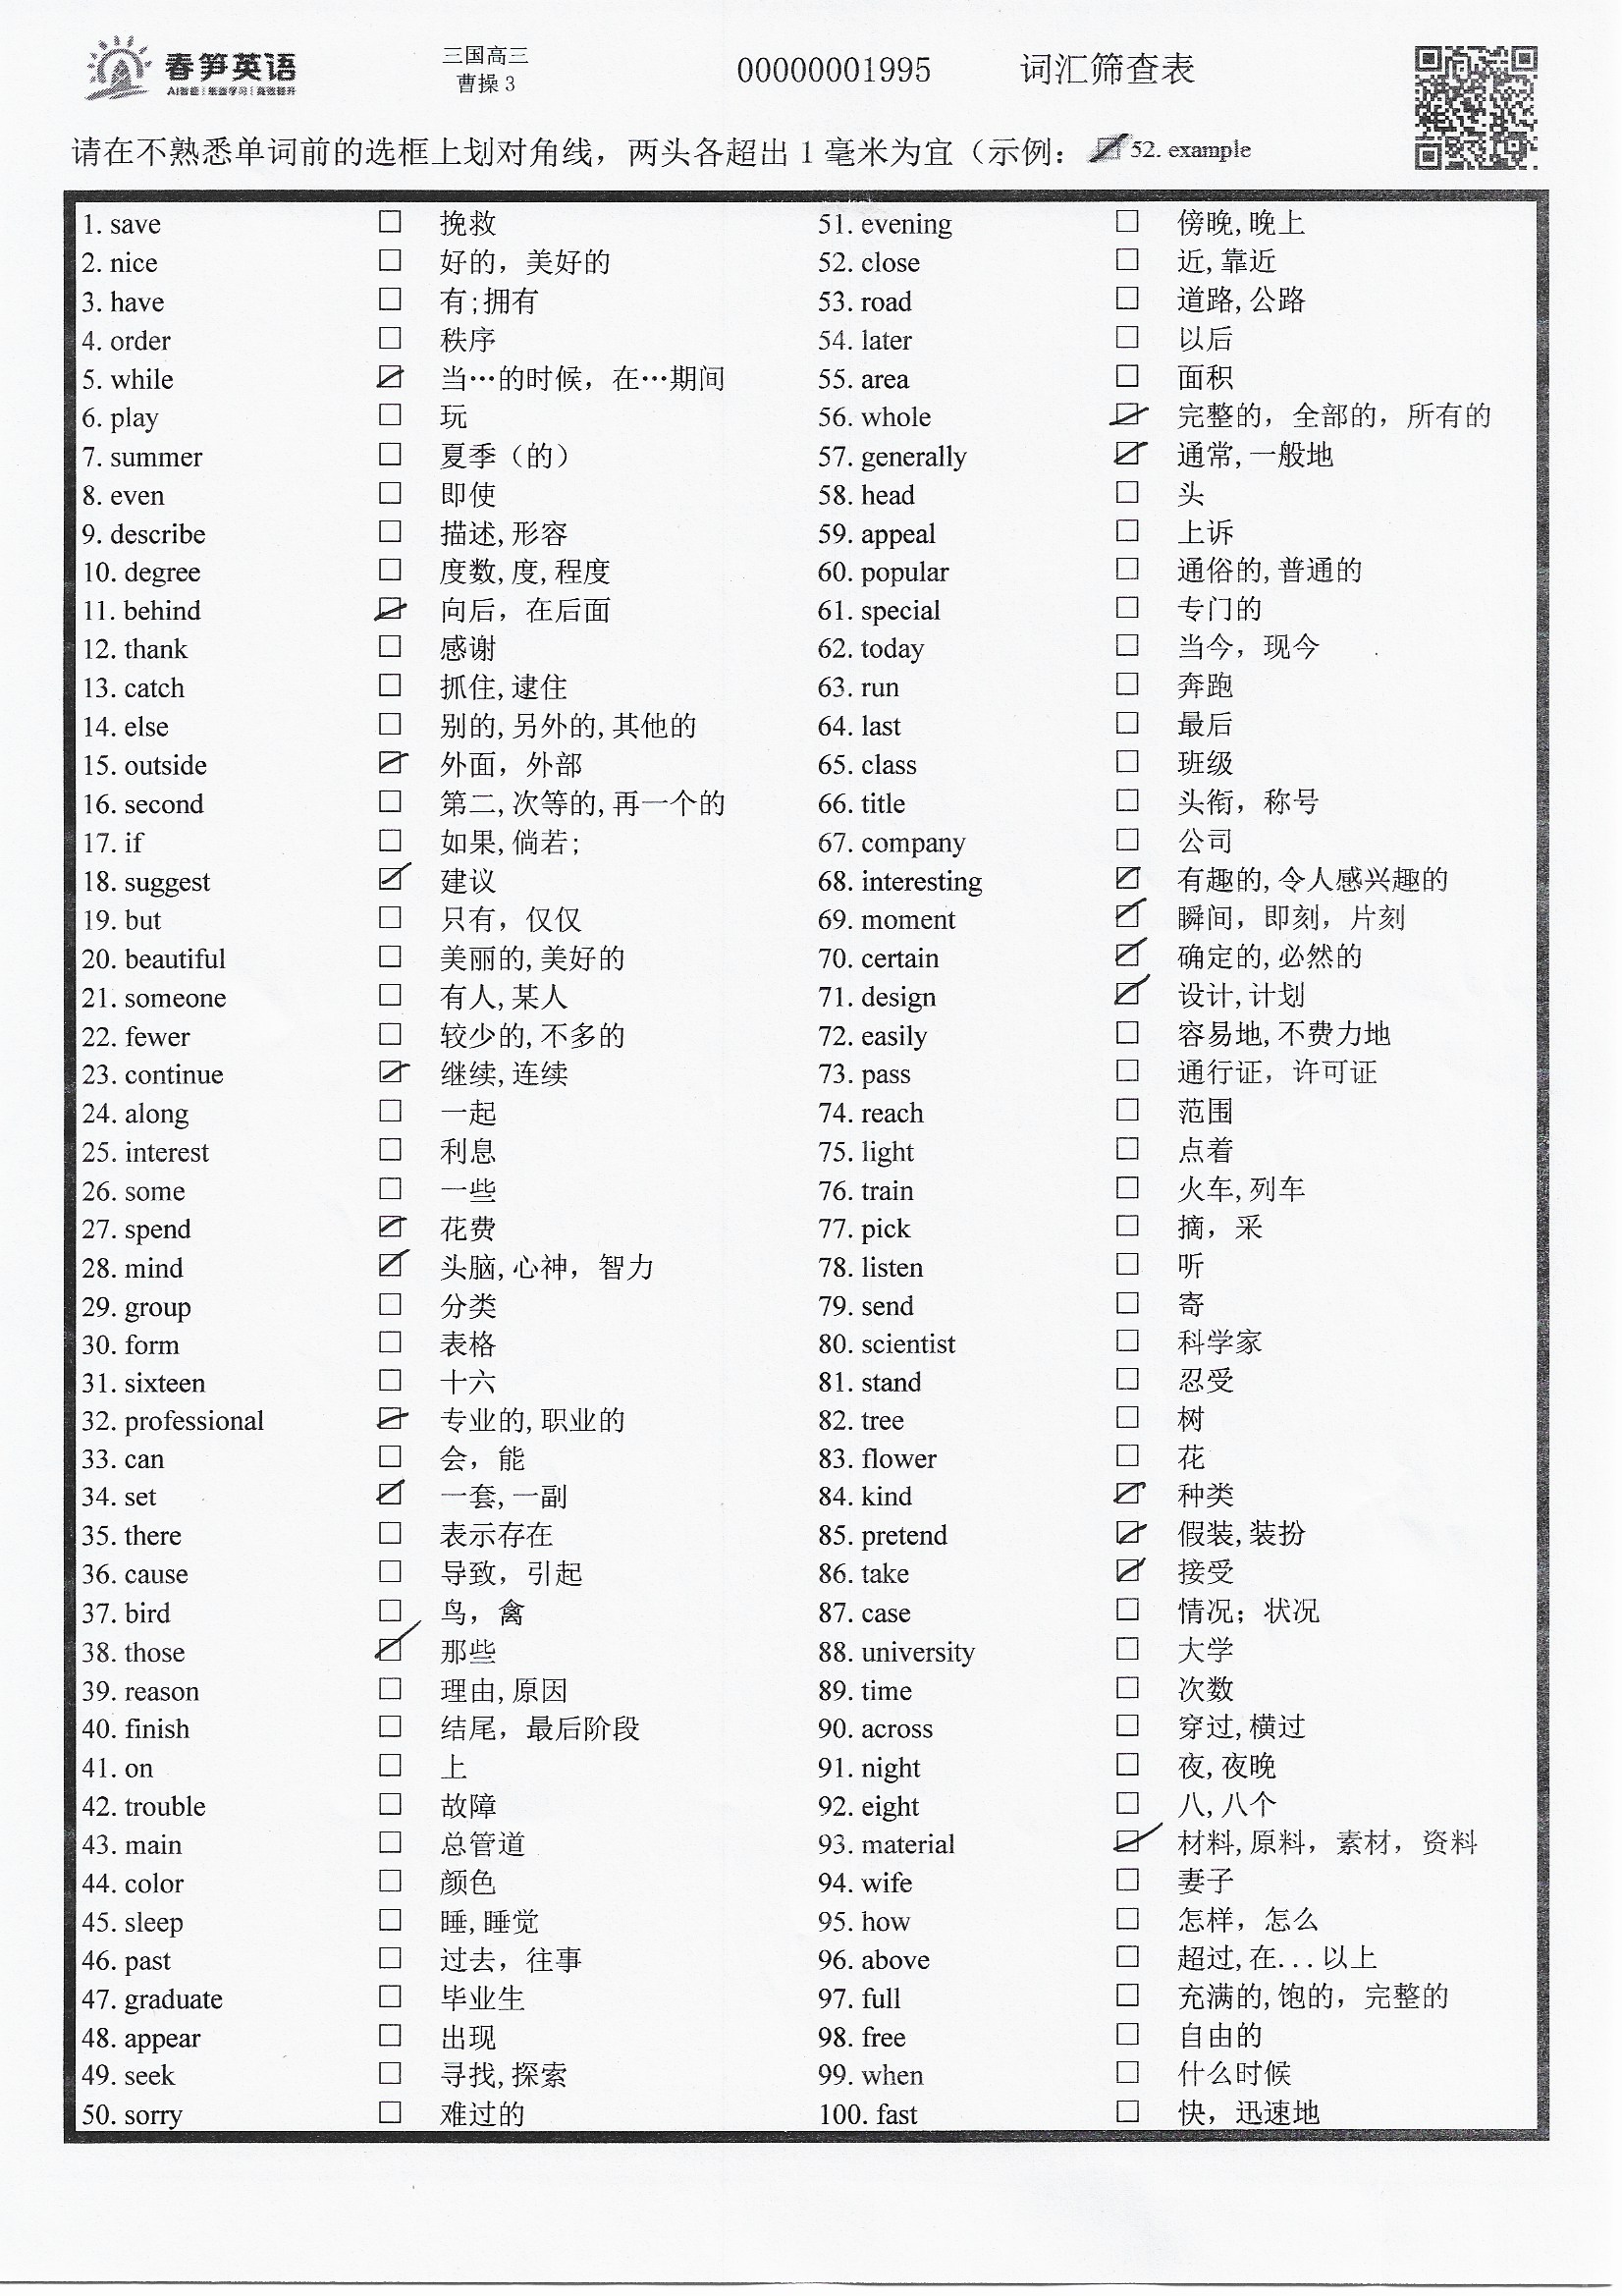 春笋英语
AI智能|纸笔学习|高效提升
三国高三
曹操 3
00000001995
词汇筛查表
请在不熟悉单词前的选框上划对角线，两头各超出 1 毫米为宜（示例： ☑ 52. example
1. save □ 挽救
2. nice □ 好的，美好的
3. have □ 有;拥有
4. order □ 秩序
5. while ☑ 当…的时候，在…期间
6. play □ 玩
7. summer □ 夏季（的）
8. even □ 即使
9. describe □ 描述,形容
10. degree □ 度数,度,程度
11. behind ☑ 向后，在后面
12. thank □ 感谢
13. catch □ 抓住,逮住
14. else □ 别的,另外的,其他的
15. outside ☑ 外面，外部
16. second □ 第二,次等的,再一个的
17. if □ 如果,倘若;
18. suggest ☑ 建议
19. but □ 只有，仅仅
20. beautiful □ 美丽的,美好的
21. someone □ 有人,某人
22. fewer □ 较少的,不多的
23. continue ☑ 继续,连续
24. along □ 一起
25. interest □ 利息
26. some □ 一些
27. spend ☑ 花费
28. mind ☑ 头脑,心神，智力
29. group □ 分类
30. form □ 表格
31. sixteen □ 十六
32. professional ☑ 专业的,职业的
33. can □ 会，能
34. set ☑ 一套,一副
35. there □ 表示存在
36. cause □ 导致，引起
37. bird □ 鸟，禽
38. those ☑ 那些
39. reason □ 理由,原因
40. finish □ 结尾，最后阶段
41. on □ 上
42. trouble □ 故障
43. main □ 总管道
44. color □ 颜色
45. sleep □ 睡,睡觉
46. past □ 过去，往事
47. graduate □ 毕业生
48. appear □ 出现
49. seek □ 寻找,探索
50. sorry □ 难过的
51. evening □ 傍晚,晚上
52. close □ 近,靠近
53. road □ 道路,公路
54. later □ 以后
55. area □ 面积
56. whole ☑ 完整的，全部的，所有的
57. generally ☑ 通常,一般地
58. head □ 头
59. appeal □ 上诉
60. popular □ 通俗的,普通的
61. special □ 专门的
62. today □ 当今，现今
63. run □ 奔跑
64. last □ 最后
65. class □ 班级
66. title □ 头衔，称号
67. company □ 公司
68. interesting ☑ 有趣的,令人感兴趣的
69. moment ☑ 瞬间，即刻，片刻
70. certain ☑ 确定的,必然的
71. design ☑ 设计,计划
72. easily □ 容易地,不费力地
73. pass □ 通行证，许可证
74. reach □ 范围
75. light □ 点着
76. train □ 火车,列车
77. pick □ 摘，采
78. listen □ 听
79. send □ 寄
80. scientist □ 科学家
81. stand □ 忍受
82. tree □ 树
83. flower □ 花
84. kind ☑ 种类
85. pretend ☑ 假装,装扮
86. take ☑ 接受
87. case □ 情况；状况
88. university □ 大学
89. time □ 次数
90. across □ 穿过,横过
91. night □ 夜,夜晚
92. eight □ 八,八个
93. material ☑ 材料,原料，素材，资料
94. wife □ 妻子
95. how □ 怎样，怎么
96. above □ 超过,在...以上
97. full □ 充满的,饱的，完整的
98. free □ 自由的
99. when □ 什么时候
100. fast □ 快，迅速地